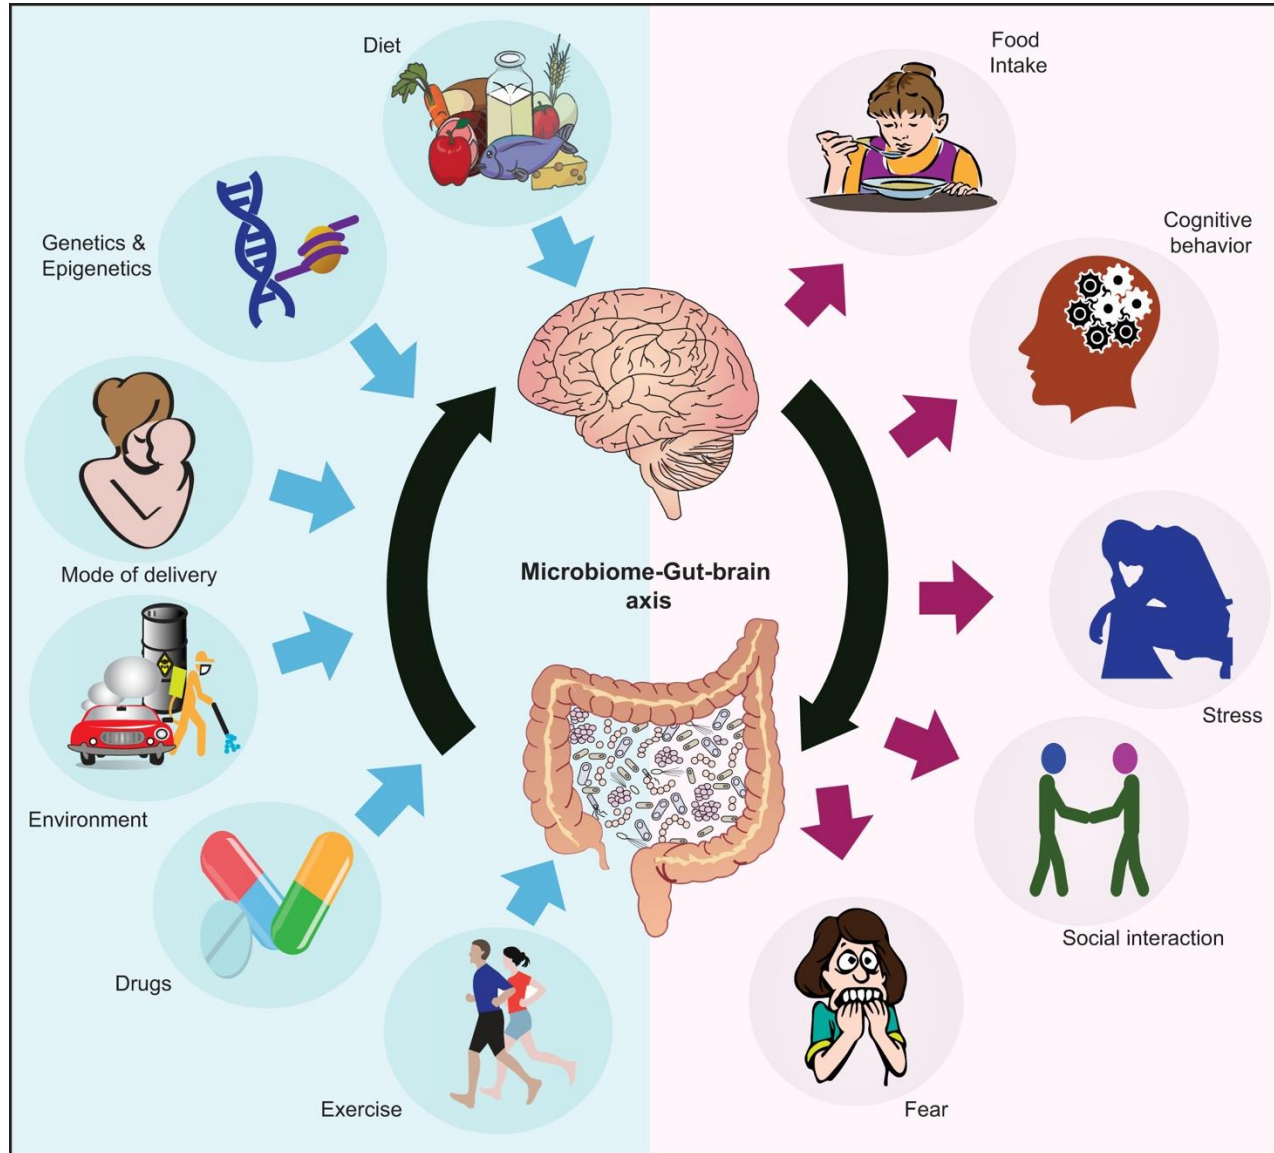 Diet
Genetics &
Epigenetics
Mode of delivery
Environment
Drugs
Exercise
Microbiome-Gut-brain
axis
Food
Intake
Cognitive
behavior
Stress
Social interaction
Fear